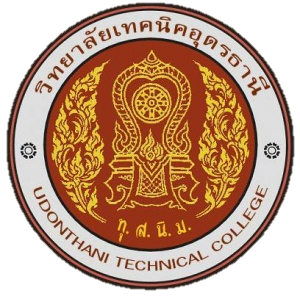 วิทยาลัยเทคนิคอุดรธานี
กุ. ส. นิ. ม.
UDONTHANI TECHNICAL COLLEGE